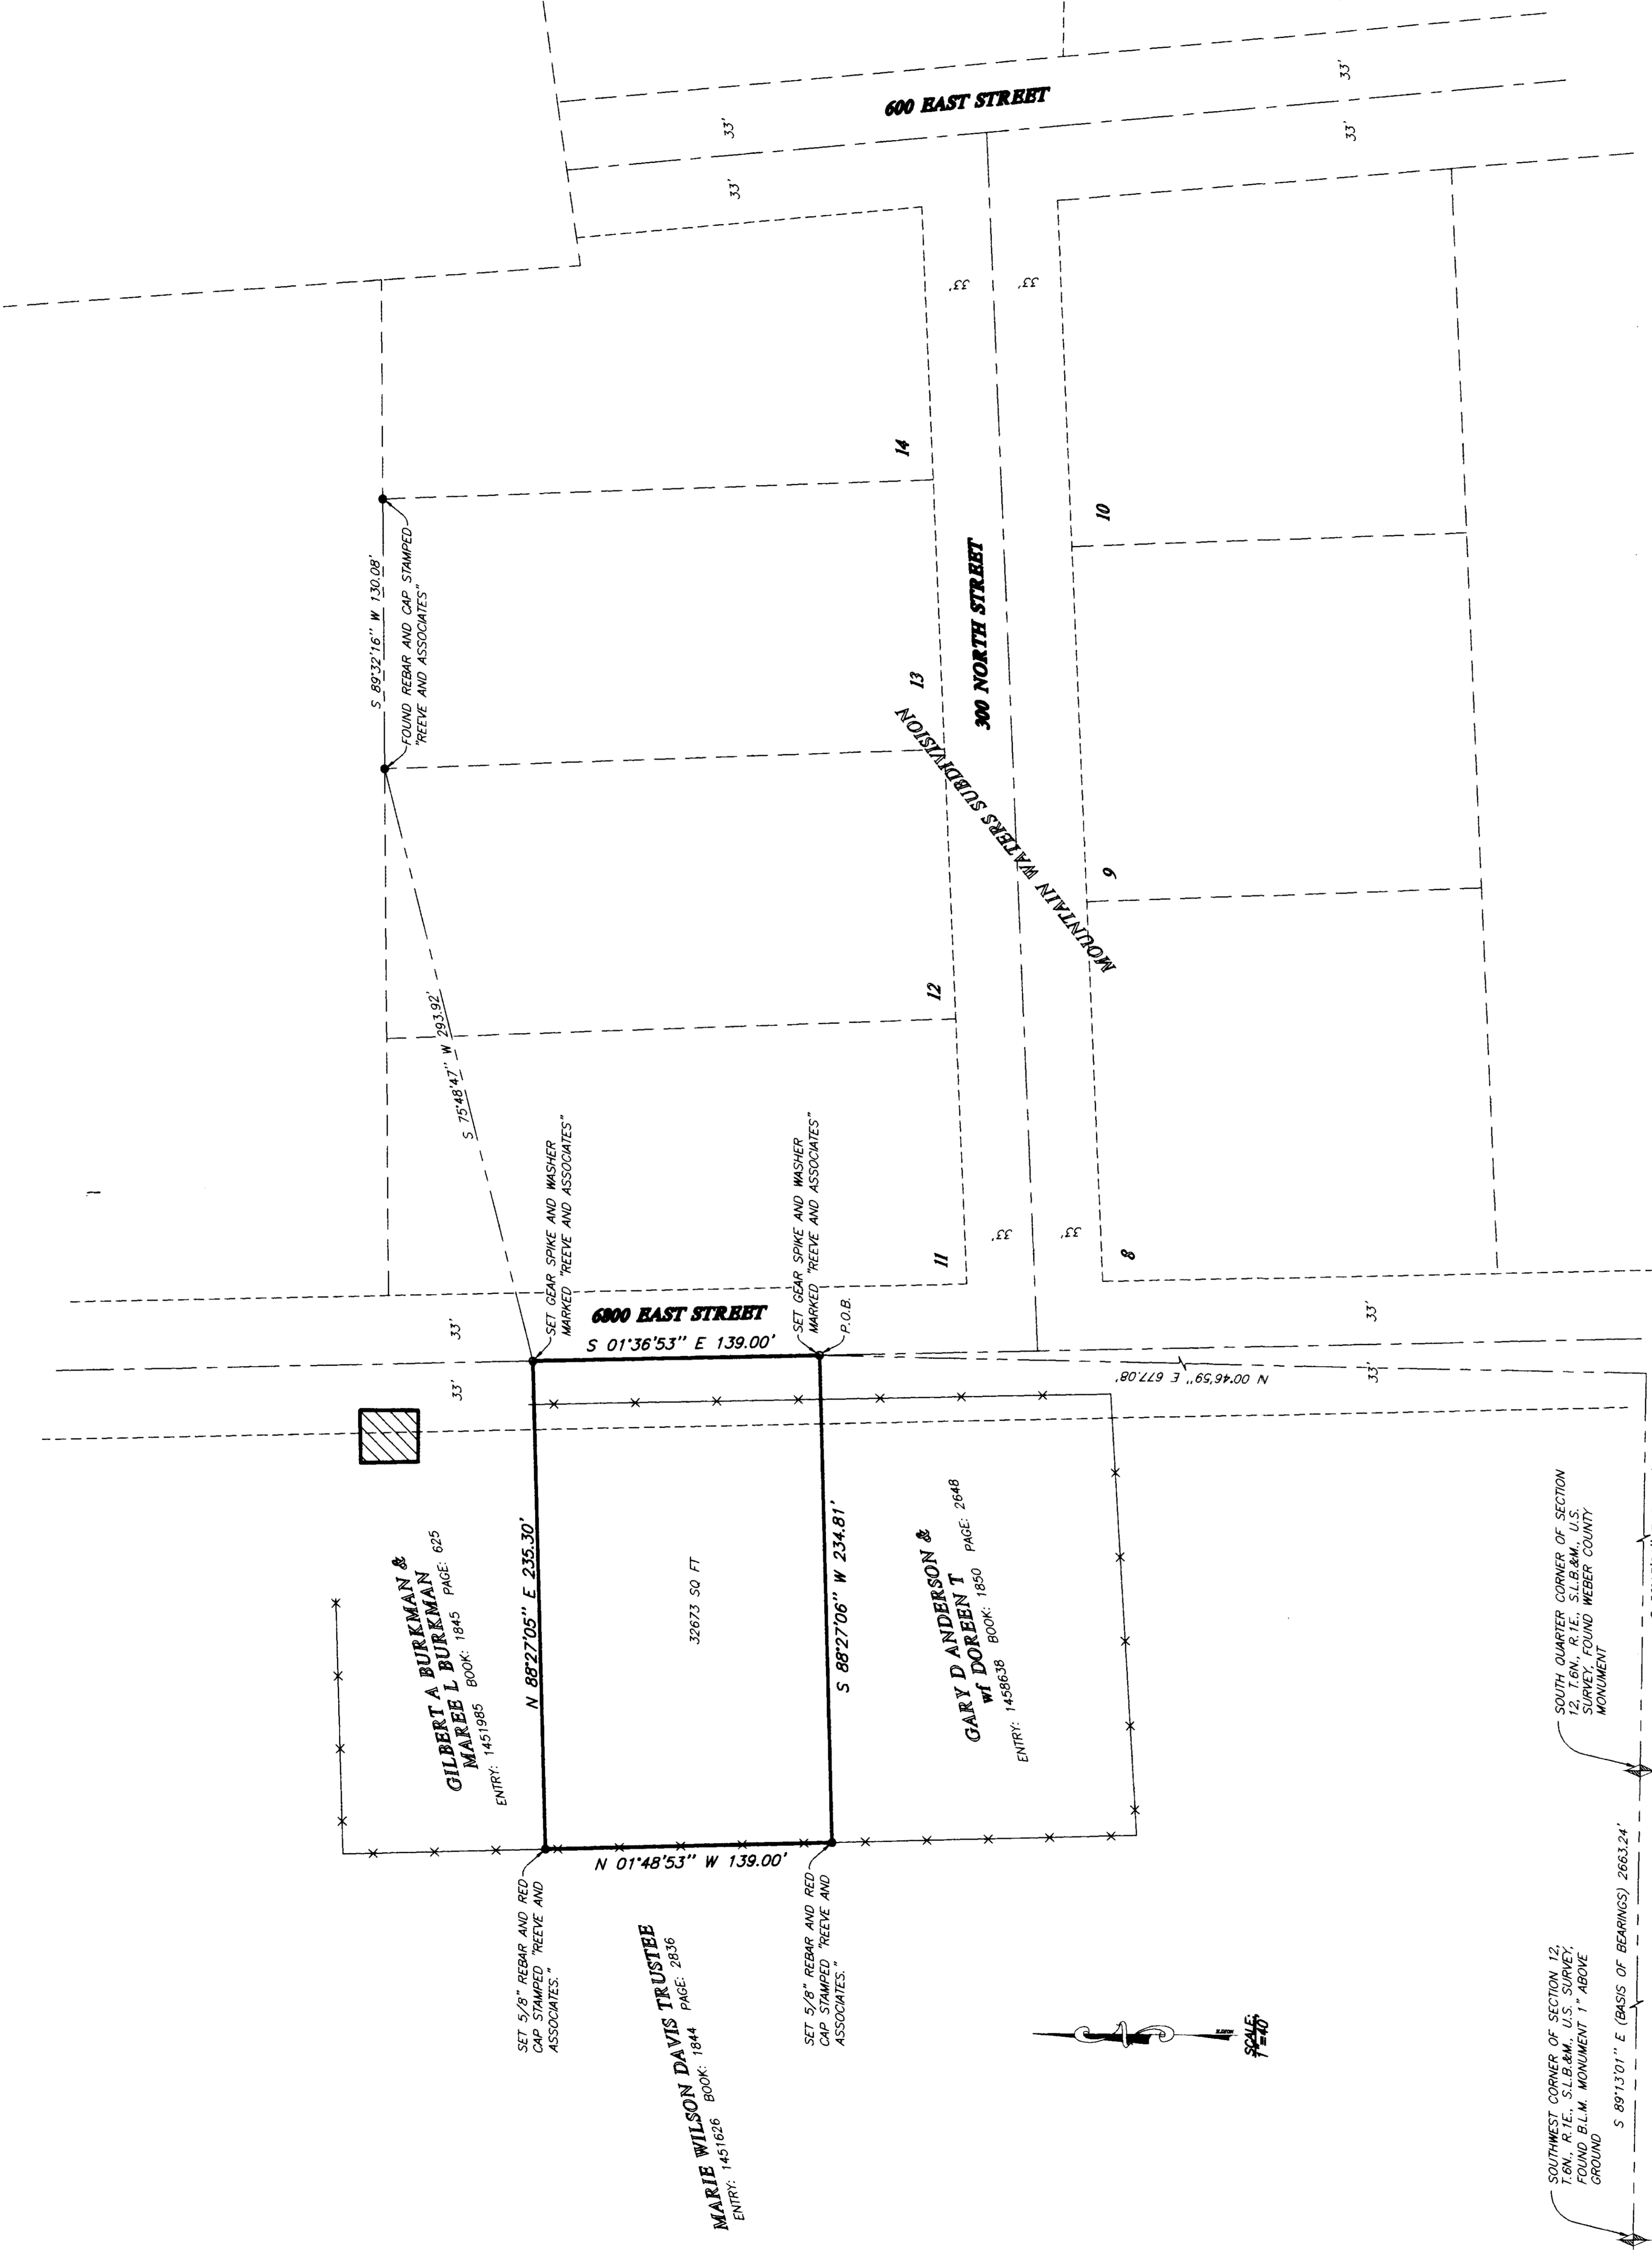 600 EAST STREET
33'
33'
33'
33'
S 89°32'16" W 130.08'
FOUND REBAR AND CAP STAMPED
"REEVE AND ASSOCIATES"
14
13
12
11
33'
33'
300 NORTH STREET
MOUNTAIN WATERS SUBDIVISION
33'
33'
10
9
8
S 75°48'47" W 293.92'
SET GEAR SPIKE AND WASHER
MARKED "REEVE AND ASSOCIATES"
SET GEAR SPIKE AND WASHER
MARKED "REEVE AND ASSOCIATES"
P.O.B.
6800 EAST STREET
S 01°36'53" E 139.00'
33'
33'
33'
33'
N 00°46'59" E 677.08'
GILBERT A BURKMAN &
MAREE L BURKMAN
ENTRY: 1451985 BOOK: 1845 PAGE: 625
N 88°27'05" E 235.30'
32673 SQ FT
S 88°27'06" W 234.81'
GARY D ANDERSON &
wf DOREEN T
ENTRY: 1458638 BOOK: 1850 PAGE: 2648
N 01°48'53" W 139.00'
SET 5/8" REBAR AND RED
CAP STAMPED "REEVE AND
ASSOCIATES."
SET 5/8" REBAR AND RED
CAP STAMPED "REEVE AND
ASSOCIATES."
MARIE WILSON DAVIS TRUSTEE
ENTRY: 1451626 BOOK: 1844 PAGE: 2836
SCALE:
1"=40'
SOUTH QUARTER CORNER OF SECTION
12, T.6N., R.1E., S.L.B.&M., U.S.
SURVEY, FOUND WEBER COUNTY
MONUMENT
SOUTHWEST CORNER OF SECTION 12,
T.6N., R.1E., S.L.B.&M., U.S. SURVEY,
FOUND B.L.M. MONUMENT 1" ABOVE
GROUND
S 89°13'01" E (BASIS OF BEARINGS) 2663.24'